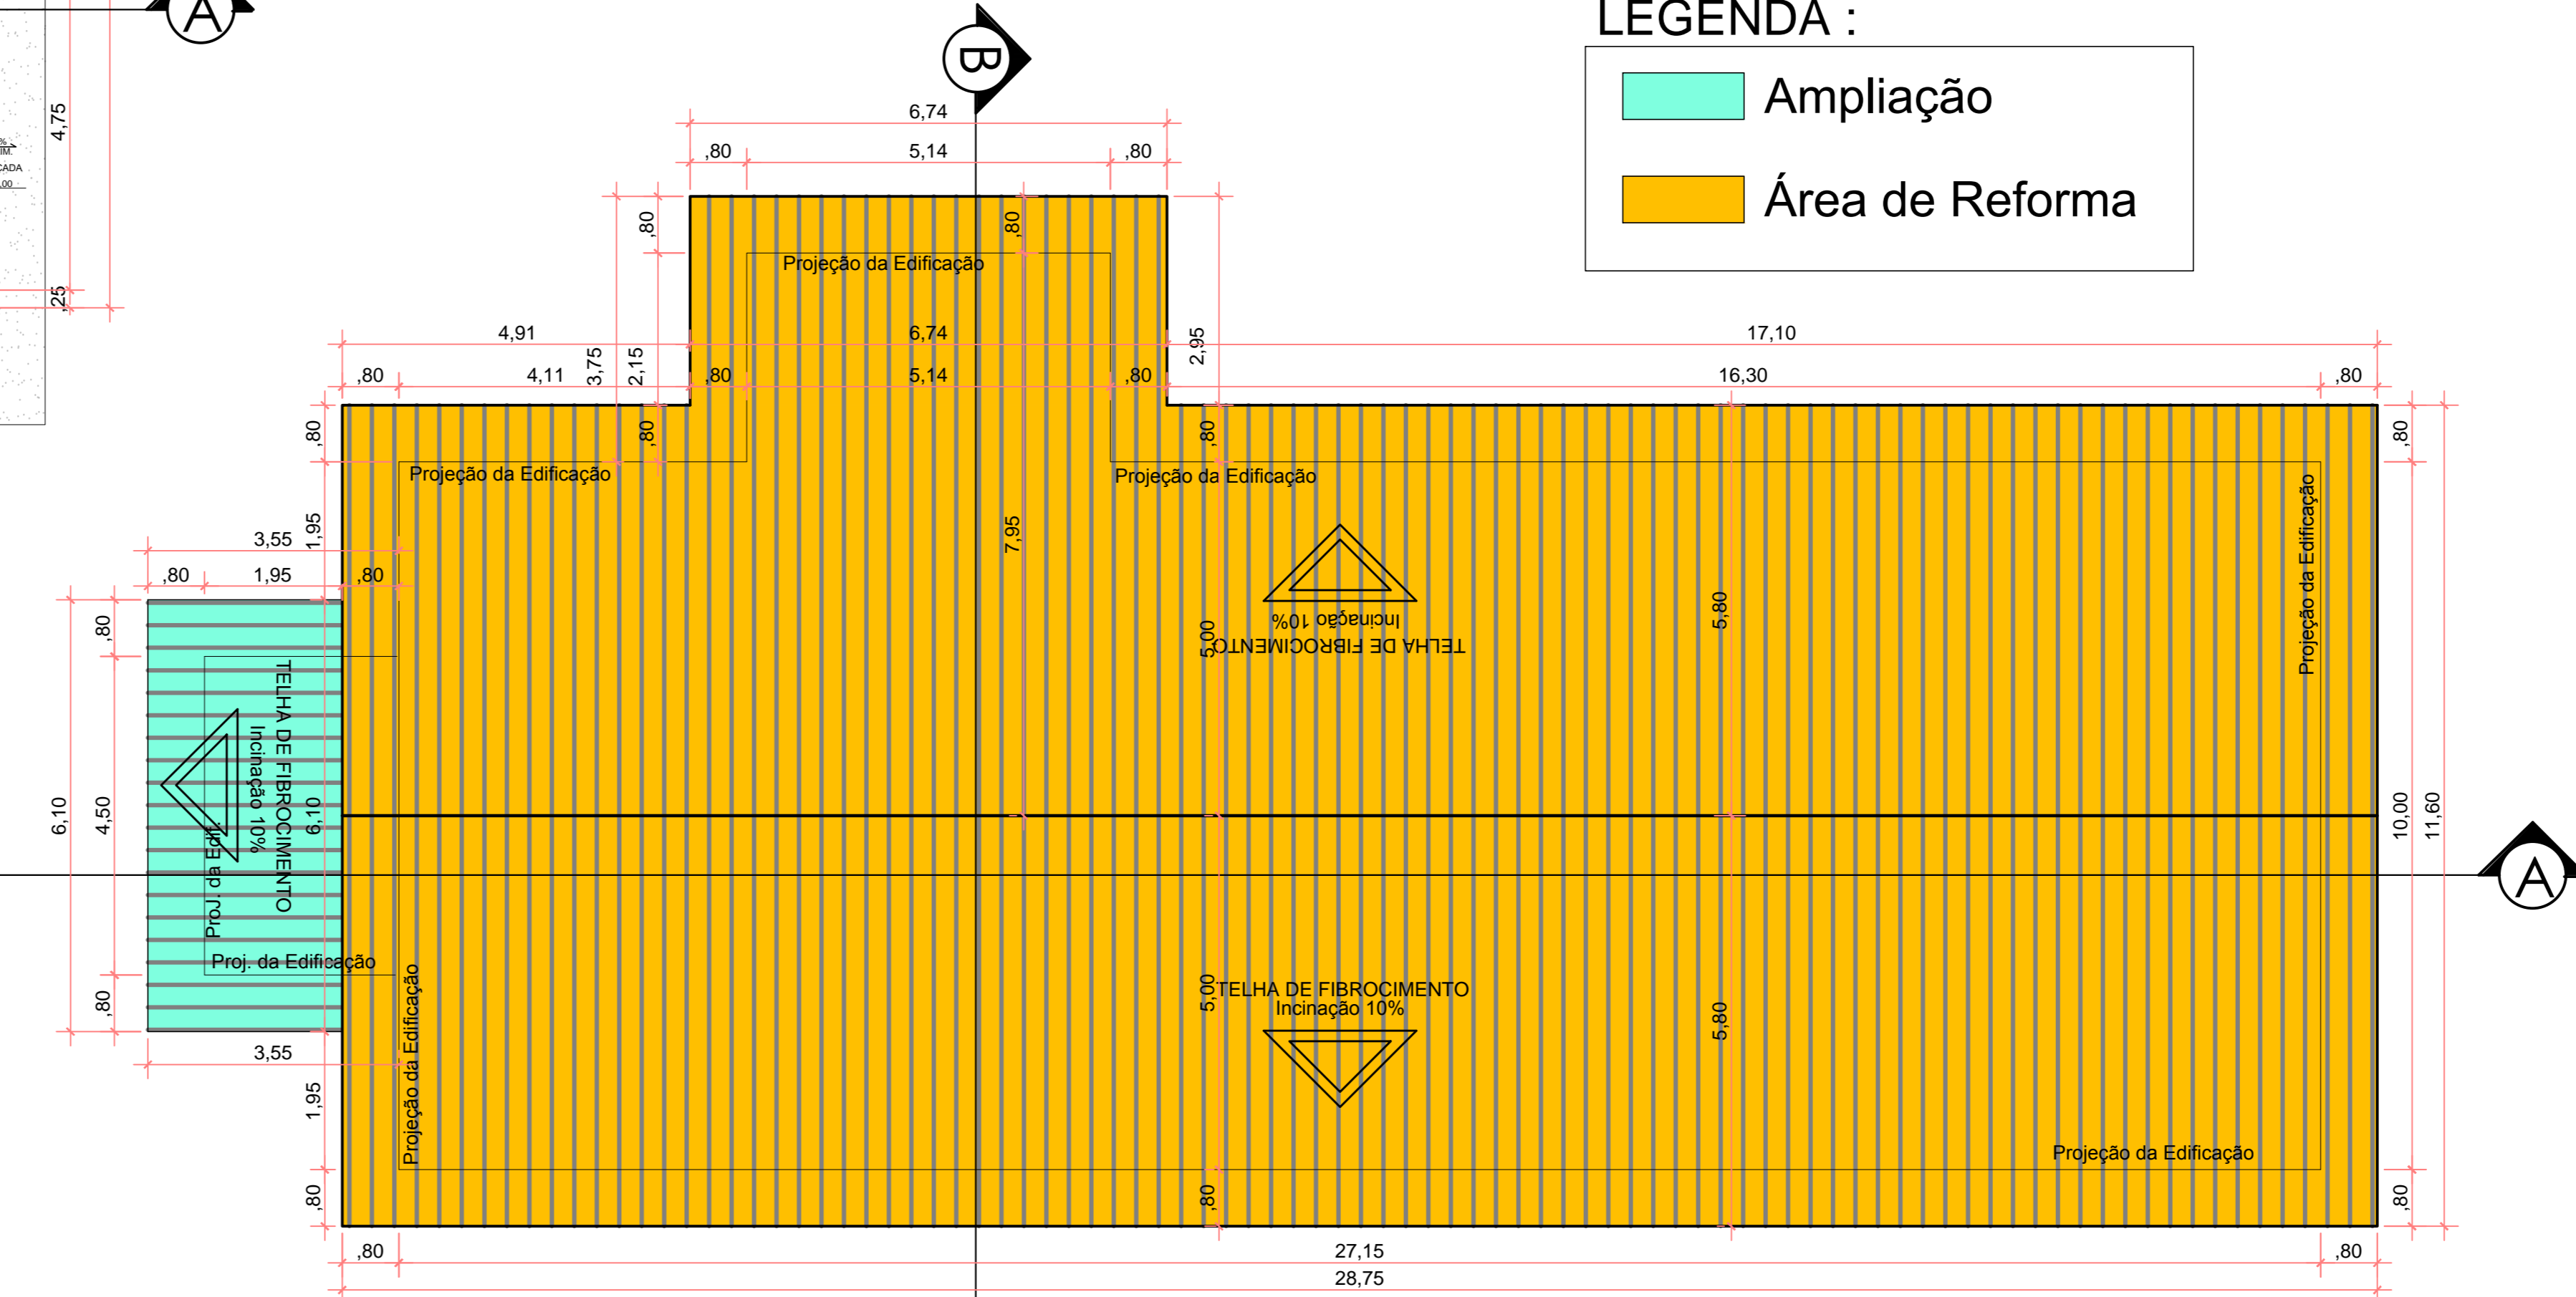 A
LEGENDA :
B
Ampliação
Área de Reforma
4,75
%
IM.
CADA
,00
,25
6,74
,80
5,14
,80
,80
,80
Projeção da Edificação
4,91
6,74
17,10
3,75
2,15
2,95
,80
4,11
,80
5,14
,80
16,30
,80
,80
,80
,80
,80
Projeção da Edificação
Projeção da Edificação
Projeção da Edificação
1,95
7,95
3,55
,80
1,95
,80
5,80
Incinação 10%
TELHA DE FIBROCIMENTO
5,00
,80
TELHA DE FIBROCIMENTO
Incinação 10%
6,10
4,50
6,10
ProJ. da Edif.
10,00
11,60
A
Proj. da Edificação
Projeção da Edificação
,80
5,00
TELHA DE FIBROCIMENTO
Incinação 10%
5,80
3,55
1,95
Projeção da Edificação
,80
,80
,80
,80
27,15
,80
28,75